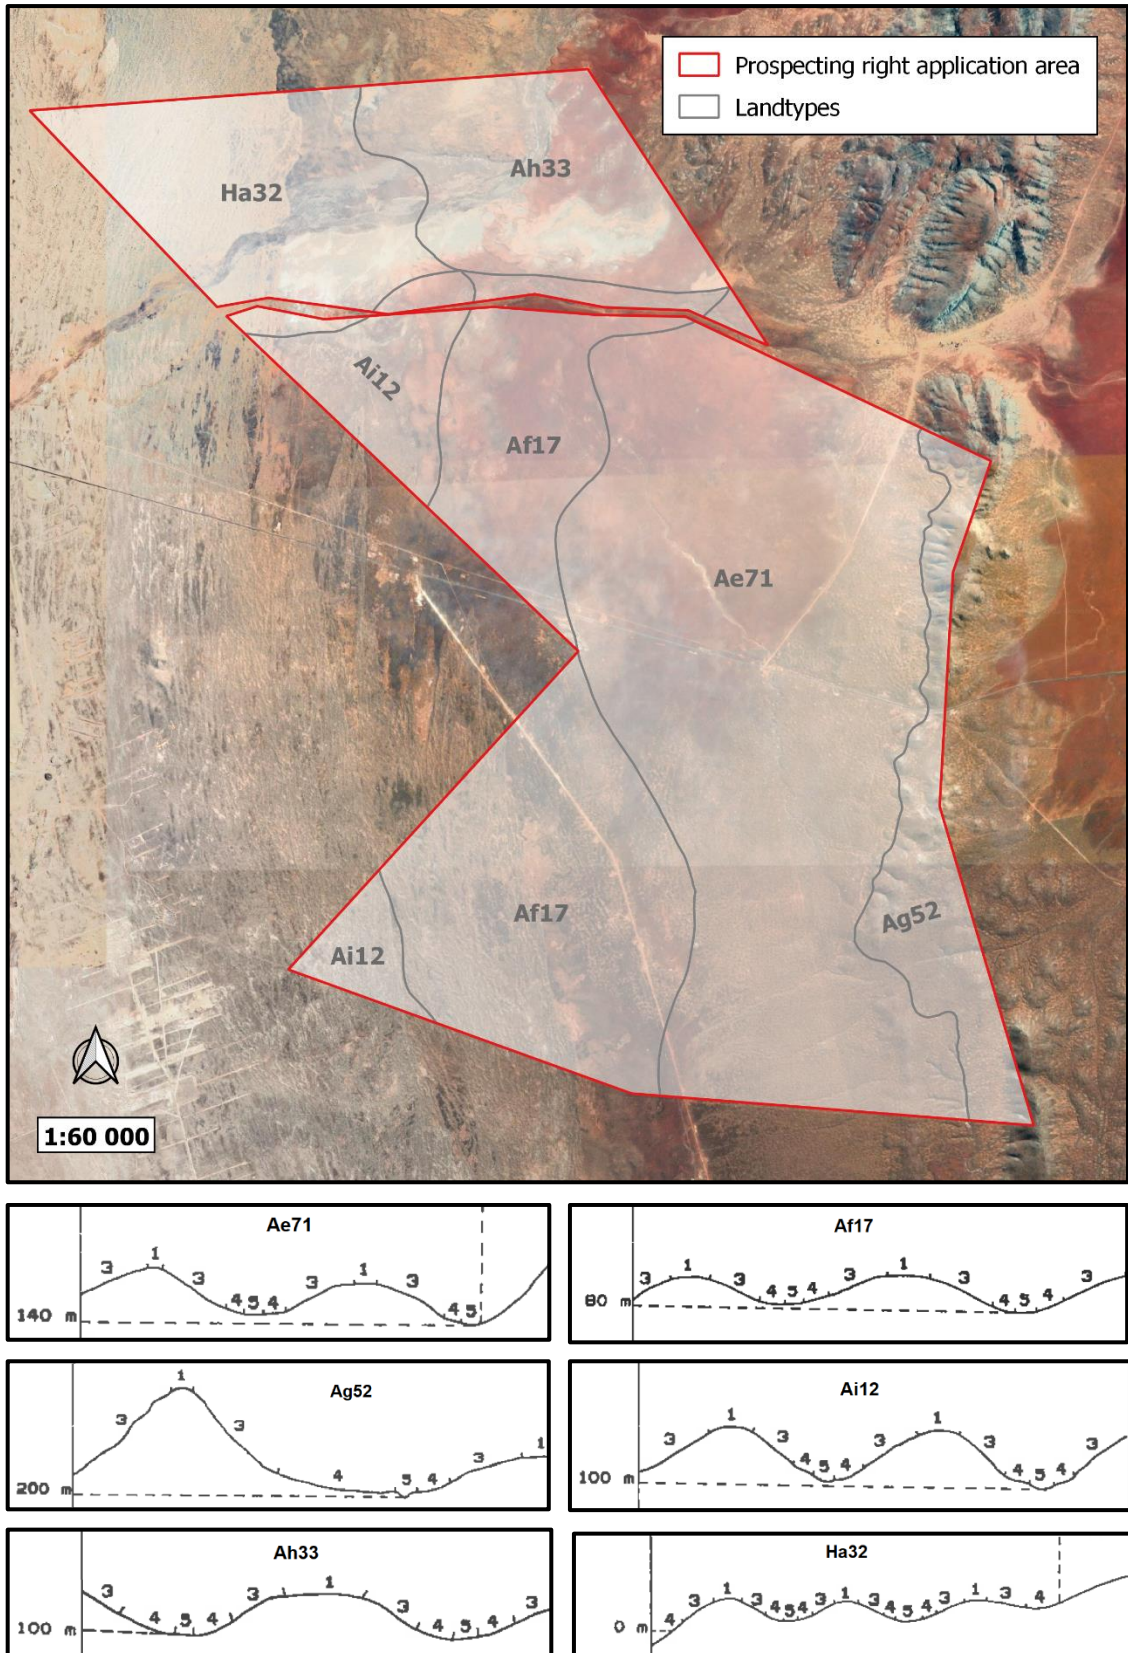 Prospecting right application area
Landtypes
Ha32
Ah33
Ai12
Af17
Ae71
Af17
Ai12
Ag52
1:60 000
Ae71
3 1 3 4 5 4 3 1 3 4 5
140 m
Af17
3 1 3 4 5 4 3 1 3 4 5 4 3
80 m
Ag52
3 1 3 4 5 4 3 1
200 m
Ai12
3 1 3 4 5 4 3 1 3 4 5 4 3
100 m
Ah33
3 4 5 4 3 1 3 4 5 4 3
100 m
Ha32
4 3 1 3 4 5 4 3 1 3 4 5 4 3 1 3 4
0 m